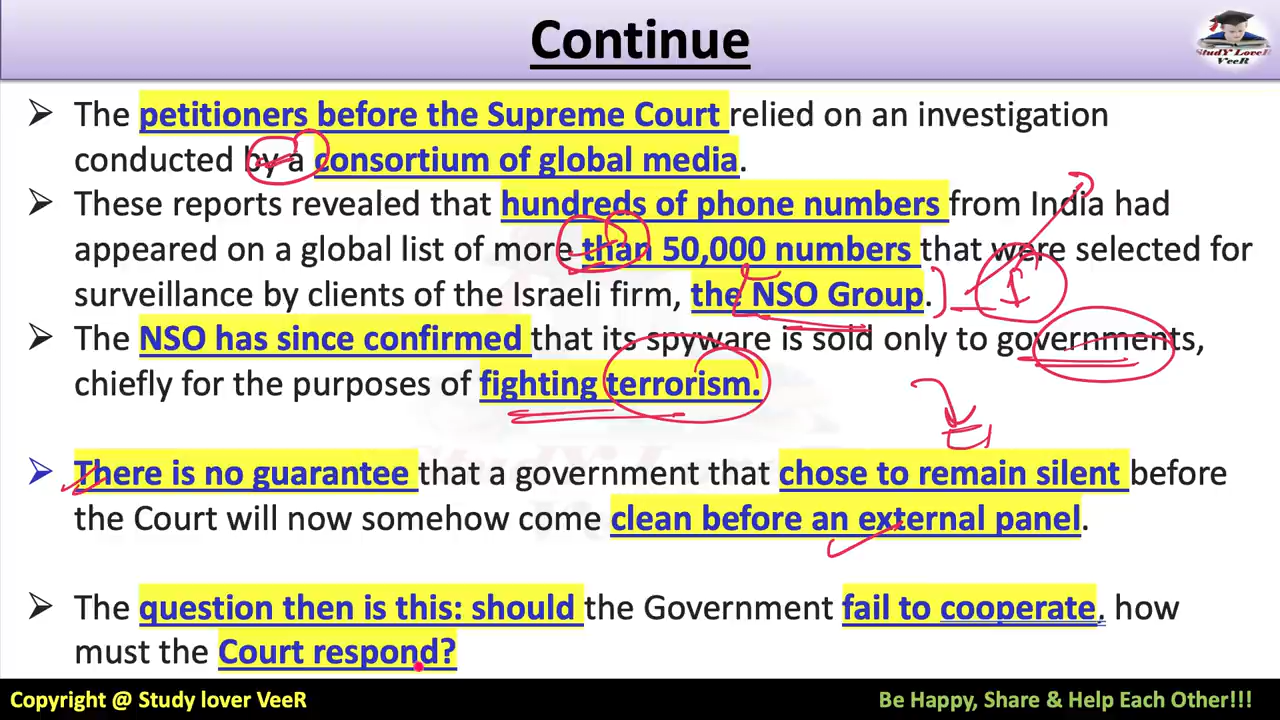 Continue
StudY LoveR
VeeR
➤ The petitioners before the Supreme Court relied on an investigation
conducted by a consortium of global media.
➤ These reports revealed that hundreds of phone numbers from India had
appeared on a global list of more than 50,000 numbers that were selected for
surveillance by clients of the Israeli firm, the NSO Group.
➤ The NSO has since confirmed that its spyware is sold only to governments,
chiefly for the purposes of fighting terrorism.
➤ There is no guarantee that a government that chose to remain silent before
the Court will now somehow come clean before an external panel.
➤ The question then is this: should the Government fail to cooperate, how
must the Court respond?
Copyright @ Study lover VeeR
Be Happy, Share & Help Each Other!!!